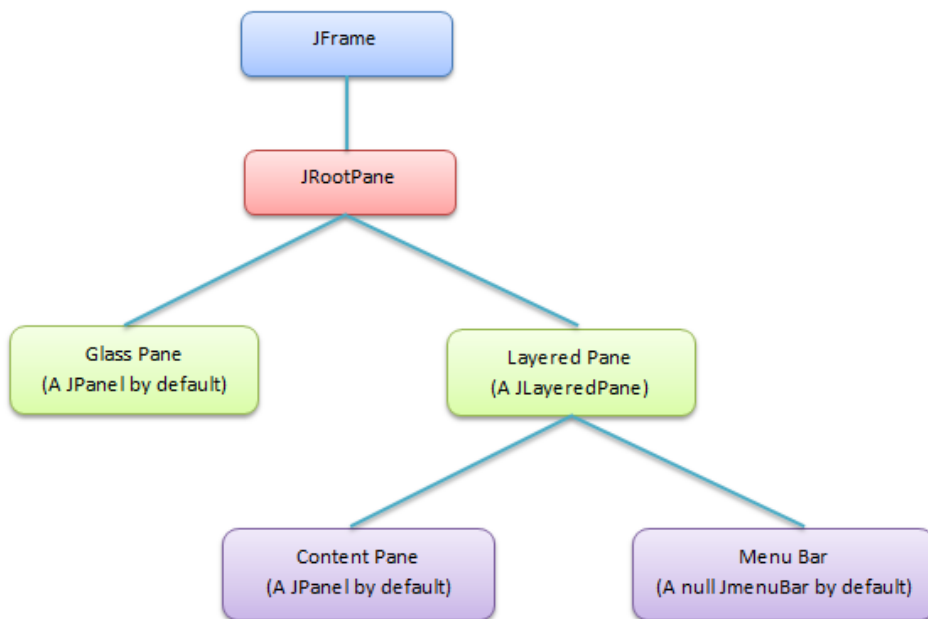 JFrame
JRootPane
Glass Pane
(A JPanel by default)
Layered Pane
(A JLayeredPane)
Content Pane
(A JPanel by default)
Menu Bar
(A null JmenuBar by default)